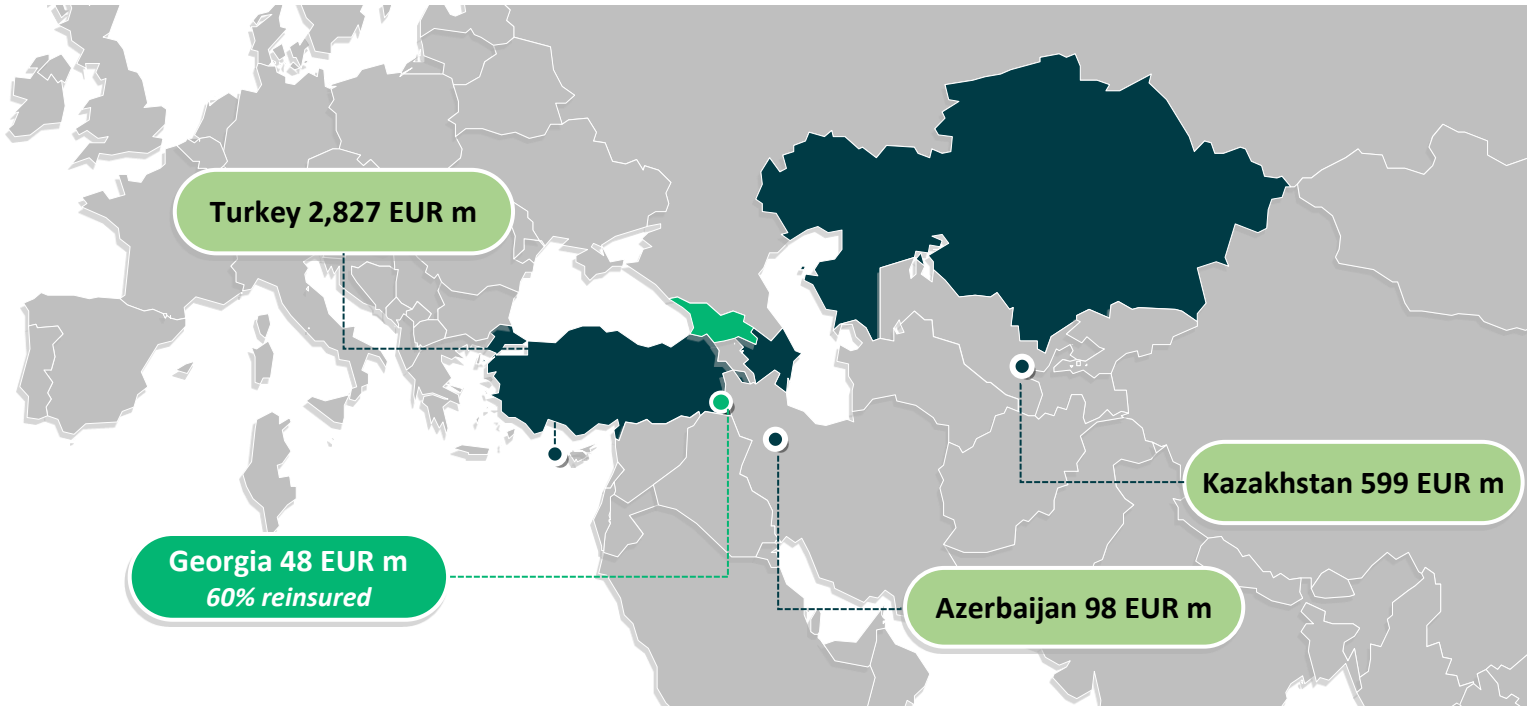 Turkey 2,827 EUR m
Kazakhstan 599 EUR m
Georgia 48 EUR m
60% reinsured
Azerbaijan 98 EUR m